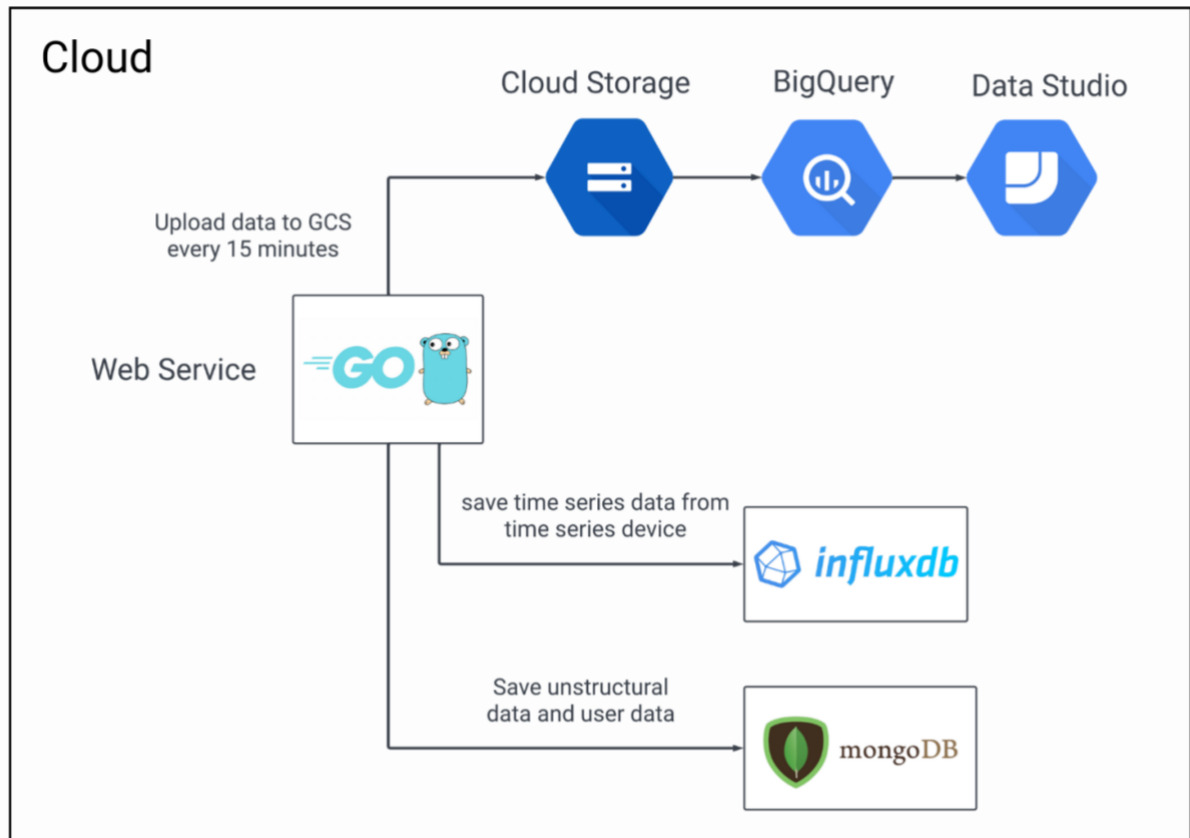 Cloud
Cloud Storage
BigQuery
Data Studio
Upload data to GCS
every 15 minutes
Web Service
GO
save time series data from
time series device
influxdb
Save unstructural
data and user data
mongoDB